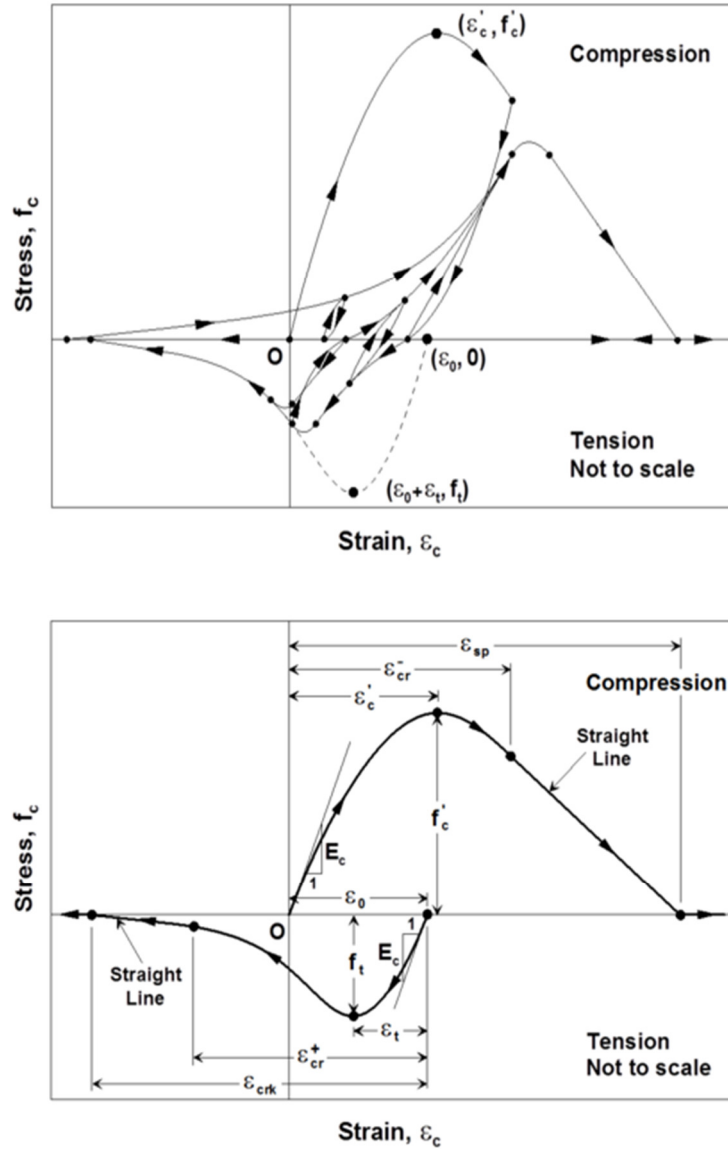 (ε'c, f'c)
Compression
Stress, fc
O
(ε0, 0)
Tension
Not to scale
(ε0+εt, ft)
Strain, εc
εsp
ε-cr
Compression
ε'c
Straight
Line
f'c
Stress, fc
Ec
1
ε0
O
1
Straight
Line
ft
Ec
εt
ε+cr
Tension
Not to scale
εcrk
Strain, εc